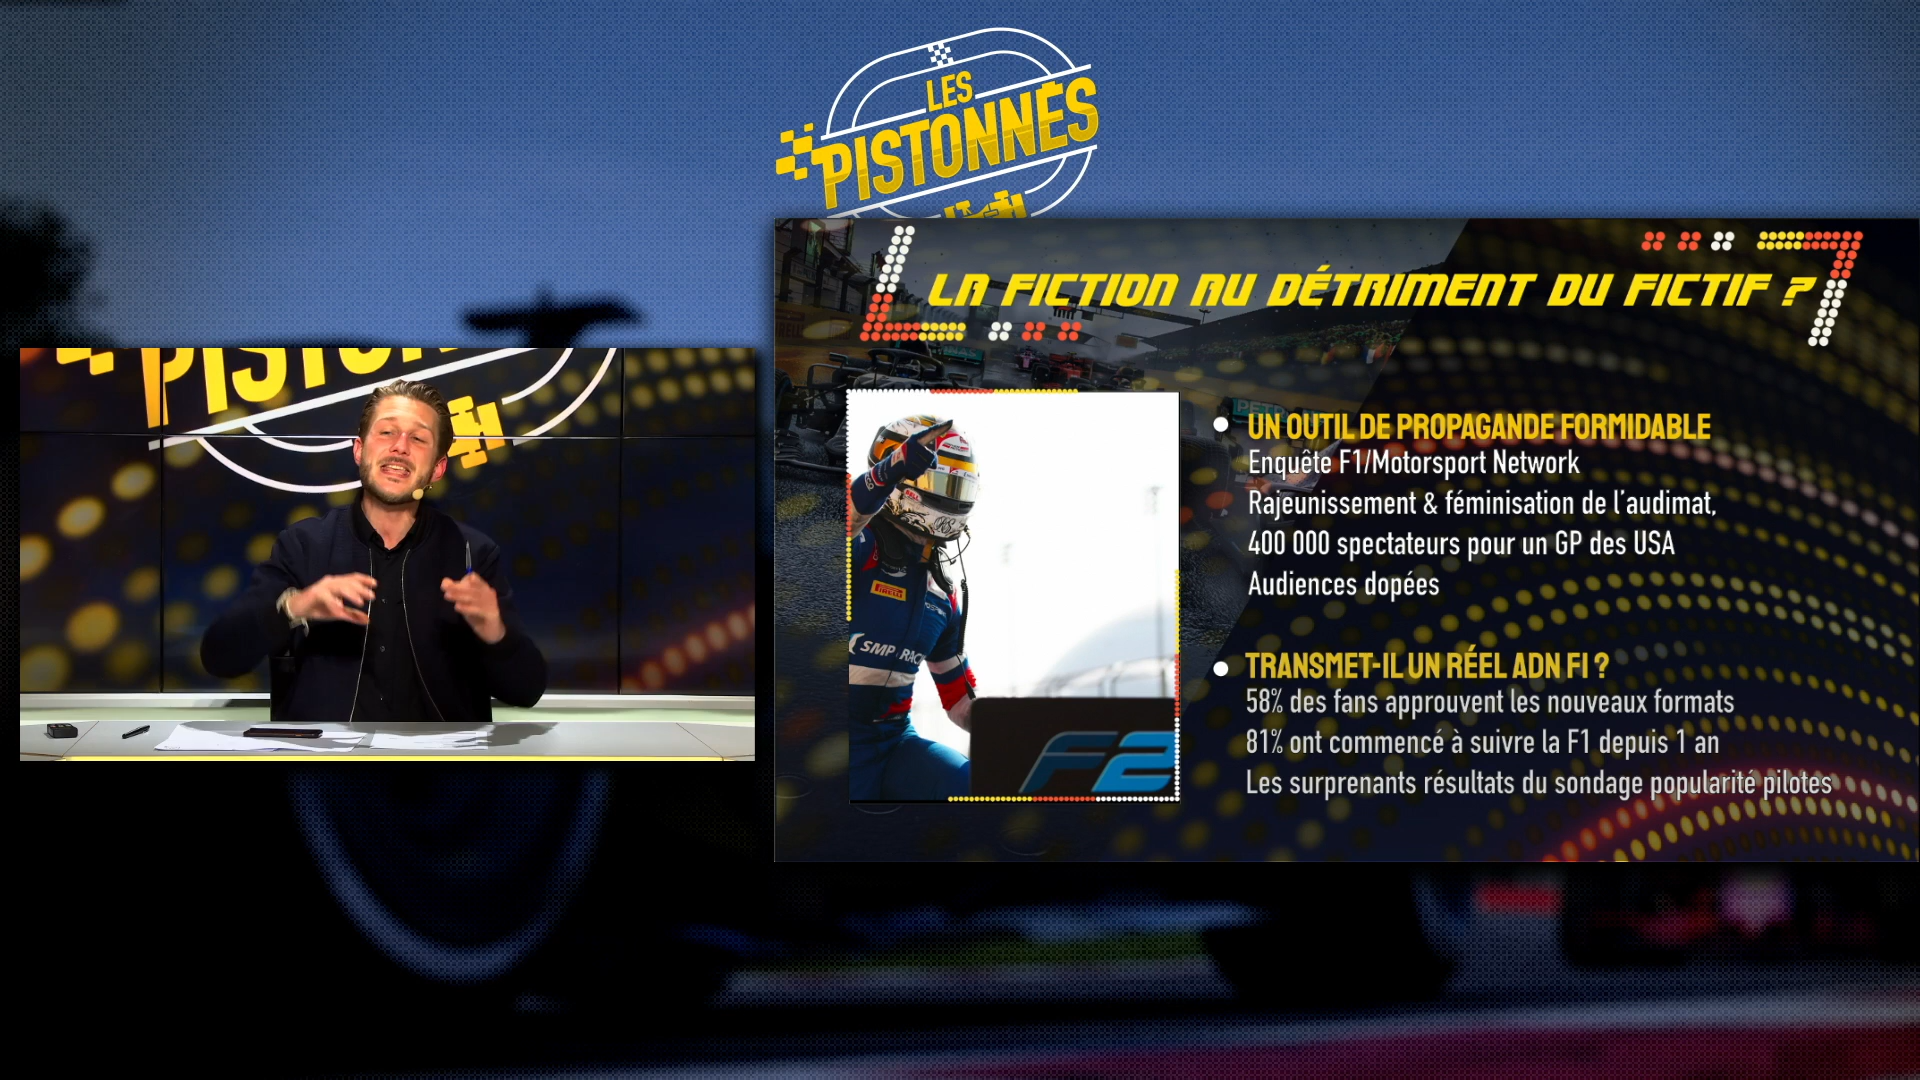 LES
PISTONNÉS
LA FICTION AU DÉTRIMENT DU FICTIF ?
UN OUTIL DE PROPAGANDE FORMIDABLE
Enquête F1/Motorsport Network
Rajeunissement & féminisation de l'audimat,
400 000 spectateurs pour un GP des USA
Audiences dopées
TRANSMET-IL UN RÉEL ADN F1 ?
58% des fans approuvent les nouveaux formats
81% ont commencé à suivre la F1 depuis 1 an
Les surprenants résultats du sondage popularité pilotes
PIRELLI
SMP RAC
F2